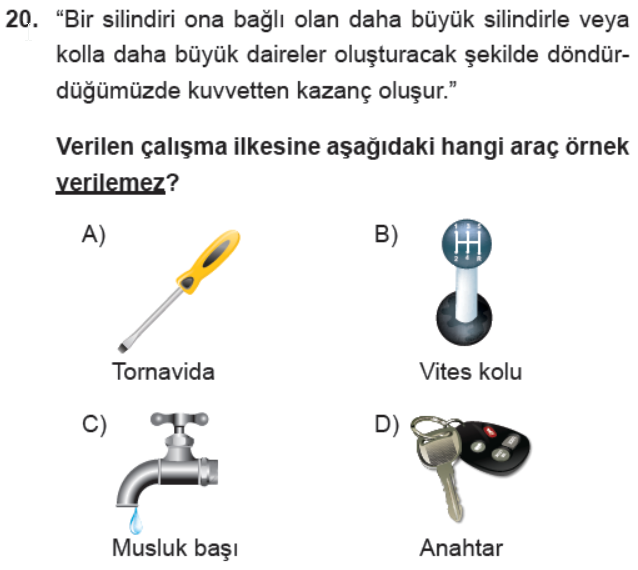 20. “Bir silindiri ona bağlı olan daha büyük silindirle veya
kolla daha büyük daireler oluşturacak şekilde döndür-
düğümüzde kuvvetten kazanç oluşur.”
Verilen çalışma ilkesine aşağıdaki hangi araç örnek
verilemez?
A)
B)
Tornavida
Vites kolu
C)
D)
Musluk başı
Anahtar